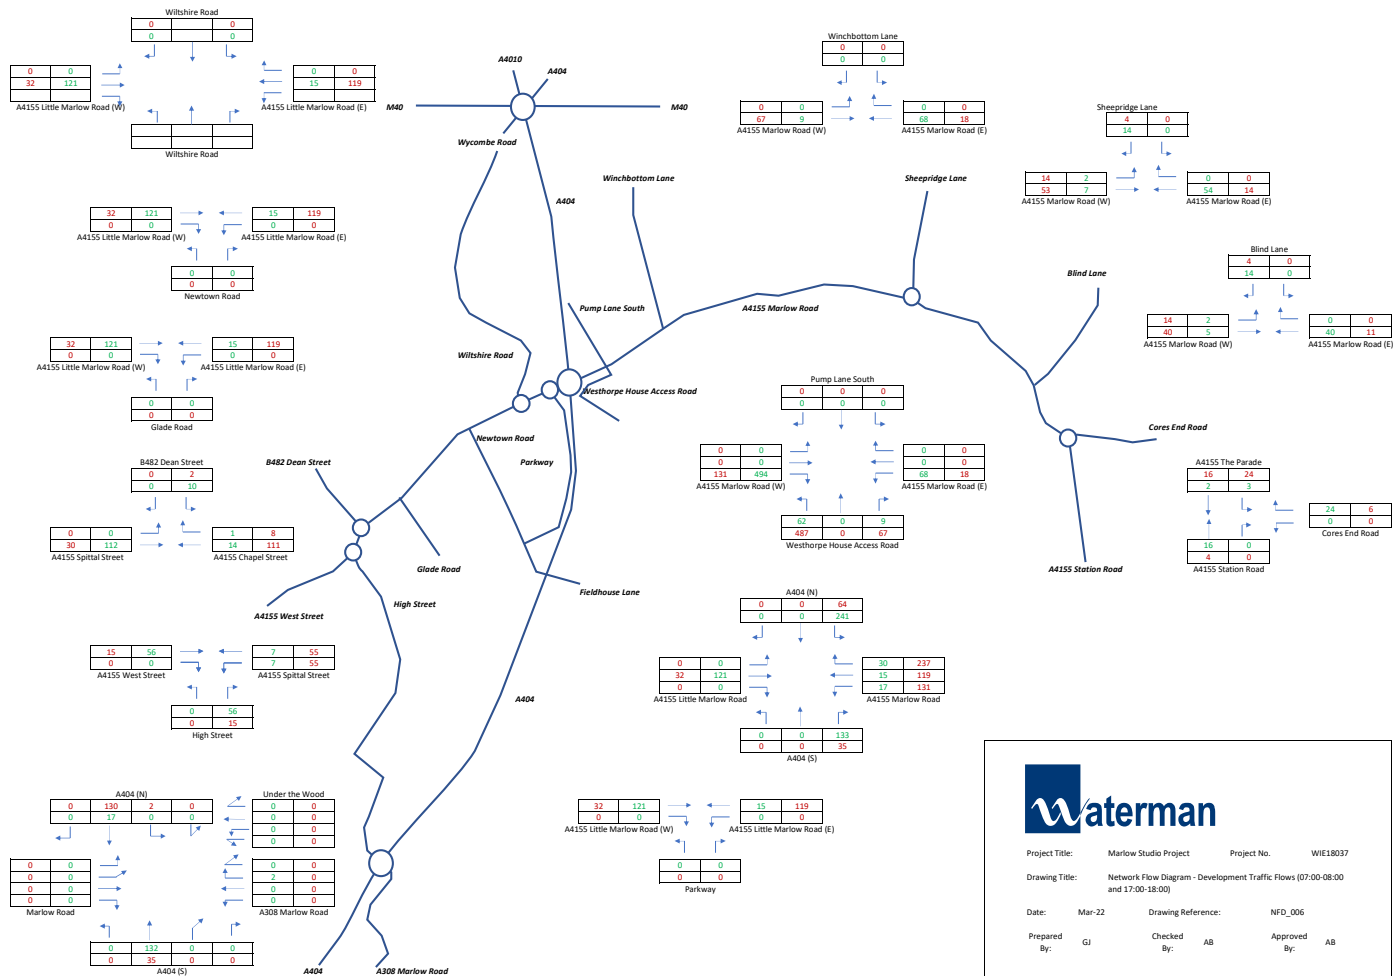 Wiltshire Road
0 0
0 0
0 0
32 121
A4155 Little Marlow Road (W)
0 0
15 119
A4155 Little Marlow Road (E)
Wiltshire Road
A4010
A404
M40
M40
Wycombe Road
A404
Winchbottom Lane
Winchbottom Lane
0 0
0 0
0 0
67 9
A4155 Marlow Road (W)
0 0
68 18
A4155 Marlow Road (E)
Sheepridge Lane
Sheepridge Lane
4 0
14 0
14 2
53 7
A4155 Marlow Road (W)
0 0
54 14
A4155 Marlow Road (E)
32 121
0 0
A4155 Little Marlow Road (W)
15 119
0 0
A4155 Little Marlow Road (E)
0 0
0 0
Newtown Road
Blind Lane
Blind Lane
4 0
14 0
14 2
40 5
A4155 Marlow Road (W)
0 0
40 11
A4155 Marlow Road (E)
Pump Lane South
A4155 Marlow Road
32 121
0 0
A4155 Little Marlow Road (W)
15 119
0 0
A4155 Little Marlow Road (E)
0 0
0 0
Glade Road
Wiltshire Road
Westhorpe House Access Road
Pump Lane South
0 0 0
0 0 0
0 0
0 0
131 494
A4155 Marlow Road (W)
0 0
0 0
68 18
A4155 Marlow Road (E)
62 0 9
487 0 67
Westhorpe House Access Road
Newtown Road
Parkway
Cores End Road
B482 Dean Street
B482 Dean Street
0 2
0 10
0 0
30 112
A4155 Spittal Street
1 8
14 111
A4155 Chapel Street
A4155 The Parade
16 24
2 3
24 6
0 0
Cores End Road
16 0
4 0
A4155 Station Road
A4155 Station Road
Glade Road
Fieldhouse Lane
High Street
A4155 West Street
15 56
0 0
A4155 West Street
7 55
7 55
A4155 Spittal Street
0 56
0 15
High Street
A404 (N)
0 0 64
0 0 241
0 0
32 121
0 0
A4155 Little Marlow Road
30 237
15 119
17 131
A4155 Marlow Road
0 0 133
0 0 35
A404 (S)
A404
A404 (N)
0 130 2 0
0 17 0 0
Under the Wood
0 0
0 0
0 0
0 0
0 0
0 0
0 0
0 0
Marlow Road
0 0
2 0
0 0
0 0
A308 Marlow Road
0 132 0 0
0 35 0 0
A404 (S)
A404
A308 Marlow Road
32 121
0 0
A4155 Little Marlow Road (W)
15 119
0 0
A4155 Little Marlow Road (E)
0 0
0 0
Parkway
Waterman
Project Title: Marlow Studio Project Project No. WIE18037
Drawing Title: Network Flow Diagram - Development Traffic Flows (07:00-08:00
and 17:00-18:00)
Date: Mar-22 Drawing Reference: NFD_006
Prepared By: GJ Checked By: AB Approved By: AB